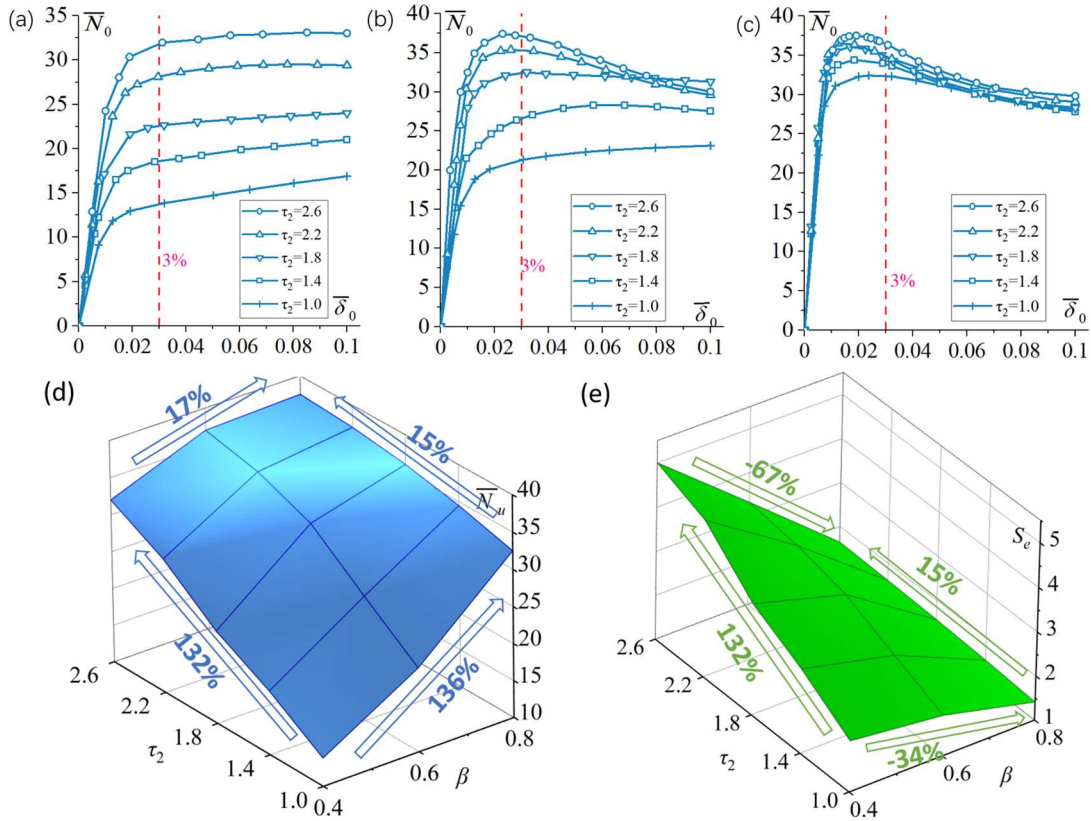 (a)
N̅₀
35
30
25
20
15
10
5
0
0 0.02 0.04 0.06 0.08 0.1
3%
τ₂=2.6
τ₂=2.2
τ₂=1.8
τ₂=1.4
τ₂=1.0
δ̅₀
(b)
N̅₀
40
35
30
25
20
15
10
5
0
0 0.02 0.04 0.06 0.08 0.1
3%
τ₂=2.6
τ₂=2.2
τ₂=1.8
τ₂=1.4
τ₂=1.0
δ̅₀
(c)
N̅₀
40
35
30
25
20
15
10
5
0
0 0.02 0.04 0.06 0.08 0.1
3%
τ₂=2.6
τ₂=2.2
τ₂=1.8
τ₂=1.4
τ₂=1.0
δ̅₀
(d)
17%
15%
132%
136%
N̅ᵤ
40
35
30
25
20
15
10
2.6
2.2
1.8
1.4
1.0
τ₂
0.4
0.6
0.8
β
(e)
-67%
15%
132%
-34%
Sₑ
5
4
3
2
1
2.6
2.2
1.8
1.4
1.0
τ₂
0.4
0.6
0.8
β